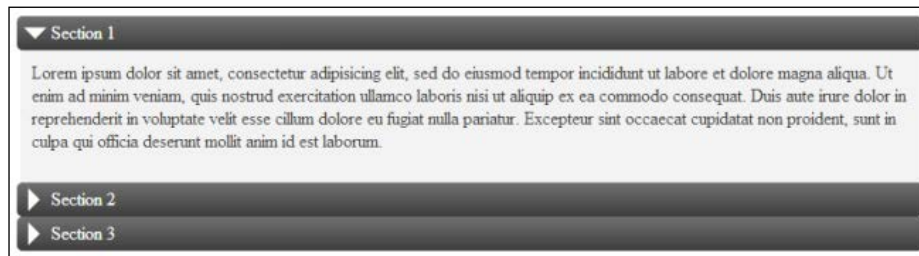 Section 1
Lorem ipsum dolor sit amet, consectetur adipisicing elit, sed do eiusmod tempor incididunt ut labore et dolore magna aliqua. Ut
enim ad minim veniam, quis nostrud exercitation ullamco laboris nisi ut aliquip ex ea commodo consequat. Duis aute irure dolor in
reprehenderit in voluptate velit esse cillum dolore eu fugiat nulla pariatur. Excepteur sint occaecat cupidatat non proident, sunt in
culpa qui officia deserunt mollit anim id est laborum.
Section 2
Section 3